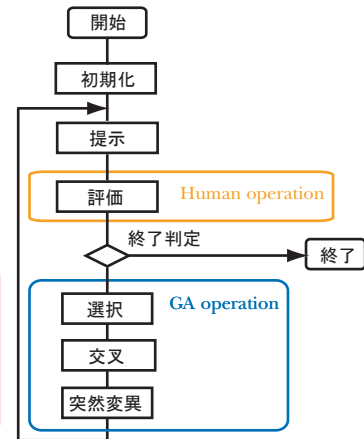 開始
初期化
提示
評価
Human operation
終了判定
終了
選択
GA operation
交叉
突然変異